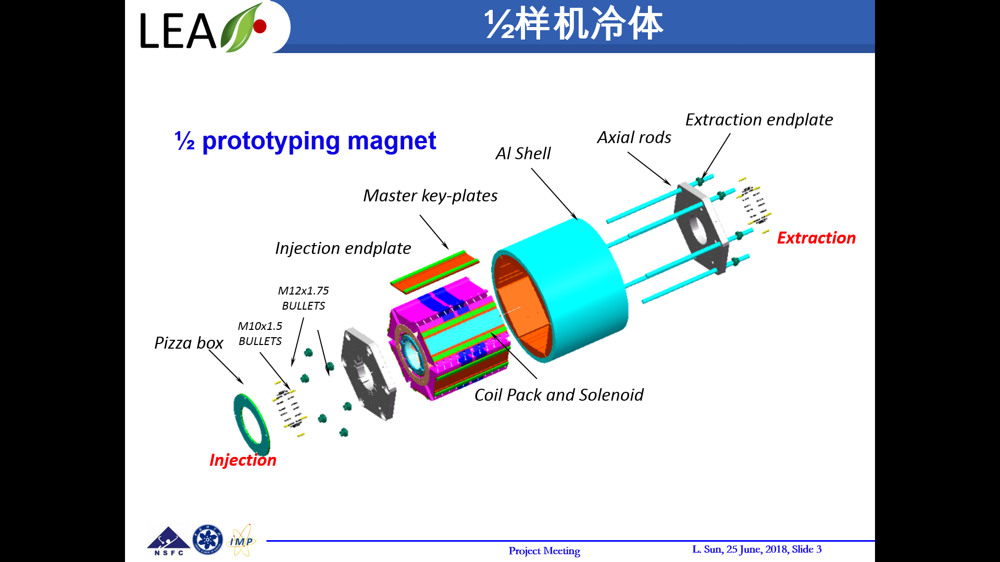 LEA
½样机冷体
½ prototyping magnet
Extraction endplate
Axial rods
Al Shell
Master key-plates
Injection endplate
M12x1.75
BULLETS
M10x1.5
BULLETS
Pizza box
Extraction
Coil Pack and Solenoid
Injection
NSFC
IMP
Project Meeting
L. Sun, 25 June, 2018, Slide 3